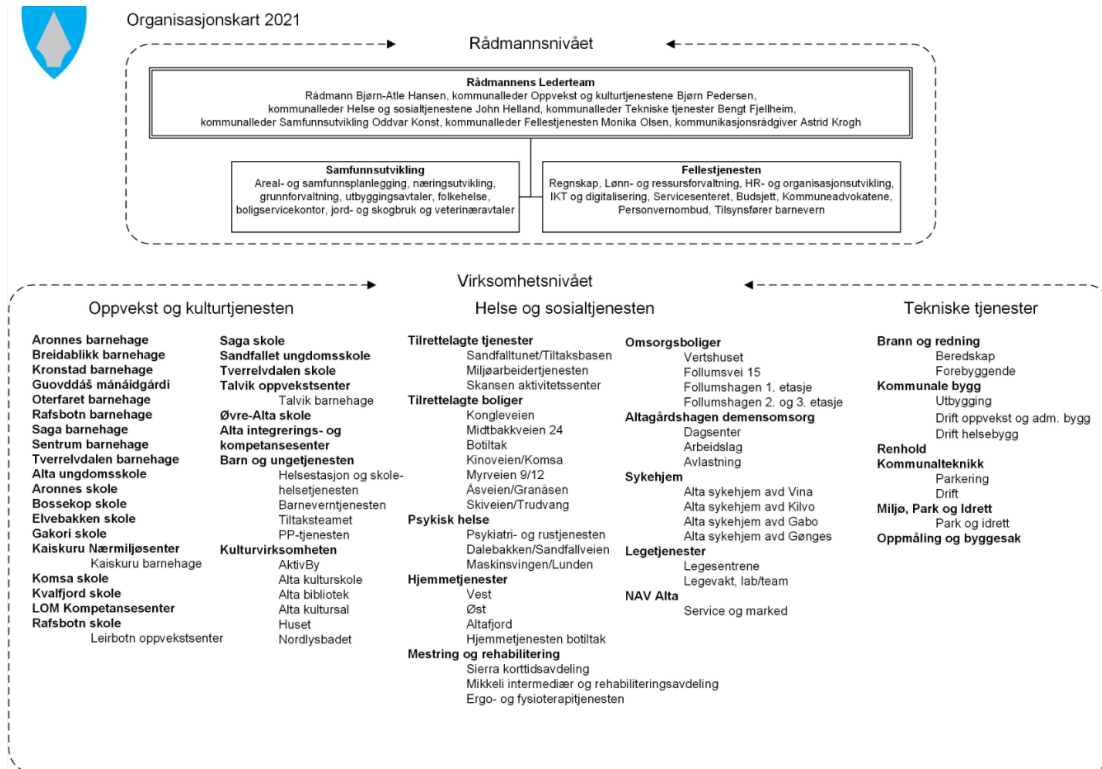 Organisasjonskart 2021
Rådmannsnivået
Rådmannens Lederteam
Rådmann Bjørn-Atle Hansen, kommunalleder Oppvekst og kulturtjenestene Bjørn Pedersen,
kommunalleder Helse og sosialtjenestene John Helland, kommunalleder Tekniske tjenester Bengt Fjellheim,
kommunalleder Samfunnsutvikling Oddvar Konst, kommunalleder Fellestjenesten Monika Olsen, kommunikasjonsrådgiver Astrid Krogh
Samfunnsutvikling
Areal- og samfunnsplanlegging, næringsutvikling,
grunnforvaltning, utbyggingsavtaler, folkehelse,
boligservicekontor, jord- og skogbruk og veterinæravtaler
Fellestjenesten
Regnskap, Lønn- og ressursforvaltning, HR- og organisasjonsutvikling,
IKT og digitalisering, Servicesenteret, Budsjett, Kommuneadvokatene,
Personvernombud, Tilsynsfører barnevern
Virksomhetsnivået
Oppvekst og kulturtjenesten
Aronnes barnehage
Breidablikk barnehage
Kronstad barnehage
Guovddáš mánáidgárdi
Oterfaret barnehage
Rafsbotn barnehage
Saga barnehage
Sentrum barnehage
Tverrelvdalen barnehage
Alta ungdomsskole
Aronnes skole
Bossekop skole
Elvebakken skole
Gakori skole
Kaiskuru Nærmiljøsenter
Kaiskuru barnehage
Komsa skole
Kvalfjord skole
LOM Kompetansesenter
Rafsbotn skole
Leirbotn oppvekstsenter
Saga skole
Sandfallet ungdomsskole
Tverrelvdalen skole
Talvik oppvekstsenter
Talvik barnehage
Øvre-Alta skole
Alta integrerings- og
kompetansesenter
Barn og ungetjenesten
Helsestasjon og skole-
helsetjenesten
Barneverntjenesten
Tiltaksteamet
PP-tjenesten
Kulturvirksomheten
AktivBy
Alta kulturskole
Alta bibliotek
Alta kultursal
Huset
Nordlysbadet
Helse og sosialtjenesten
Tilrettelagte tjenester
Sandfalltunet/Tiltaksbasen
Miljøarbeidertjenesten
Skansen aktivitetssenter
Tilrettelagte boliger
Kongleveien
Midtbakkveien 24
Botiltak
Kinoveien/Komsa
Myrveien 9/12
Åsveien/Granåsen
Skiveien/Trudvang
Psykisk helse
Psykiatri- og rustjenesten
Dalebakken/Sandfallveien
Maskinsvingen/Lunden
Hjemmetjenester
Vest
Øst
Altafjord
Hjemmetjenesten botiltak
Mestring og rehabilitering
Sierra korttidsavdeling
Mikkeli intermediær og rehabiliteringsavdeling
Ergo- og fysioterapitjenesten
Omsorgsboliger
Vertshuset
Follumsvei 15
Follumshagen 1. etasje
Follumshagen 2. og 3. etasje
Altagårdshagen demensomsorg
Dagsenter
Arbeidslag
Avlastning
Sykehjem
Alta sykehjem avd Vina
Alta sykehjem avd Kilvo
Alta sykehjem avd Gabo
Alta sykehjem avd Gønges
Legetjenester
Legesentrene
Legevakt, lab/team
NAV Alta
Service og marked
Tekniske tjenester
Brann og redning
Beredskap
Forebyggende
Kommunale bygg
Utbygging
Drift oppvekst og adm. bygg
Drift helsebygg
Renhold
Kommunalteknikk
Parkering
Drift
Miljø, Park og Idrett
Park og idrett
Oppmåling og byggesak